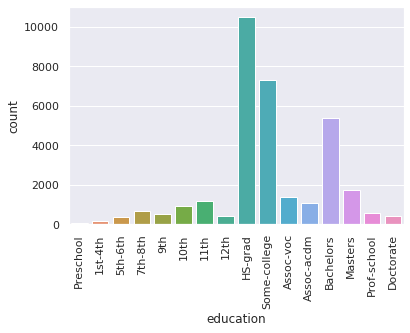 10000
8000
6000
4000
2000
0
count
Preschool
1st-4th
5th-6th
7th-8th
9th
10th
11th
12th
HS-grad
Some-college
Assoc-voc
Assoc-acdm
Bachelors
Masters
Prof-school
Doctorate
education